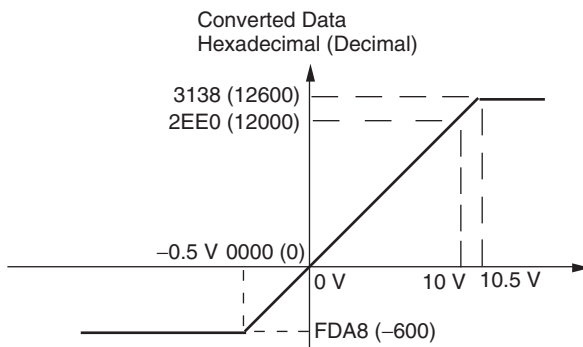 Converted Data
Hexadecimal (Decimal)
3138 (12600)
2EE0 (12000)
−0.5 V 0000 (0)
0 V 10 V 10.5 V
FDA8 (−600)